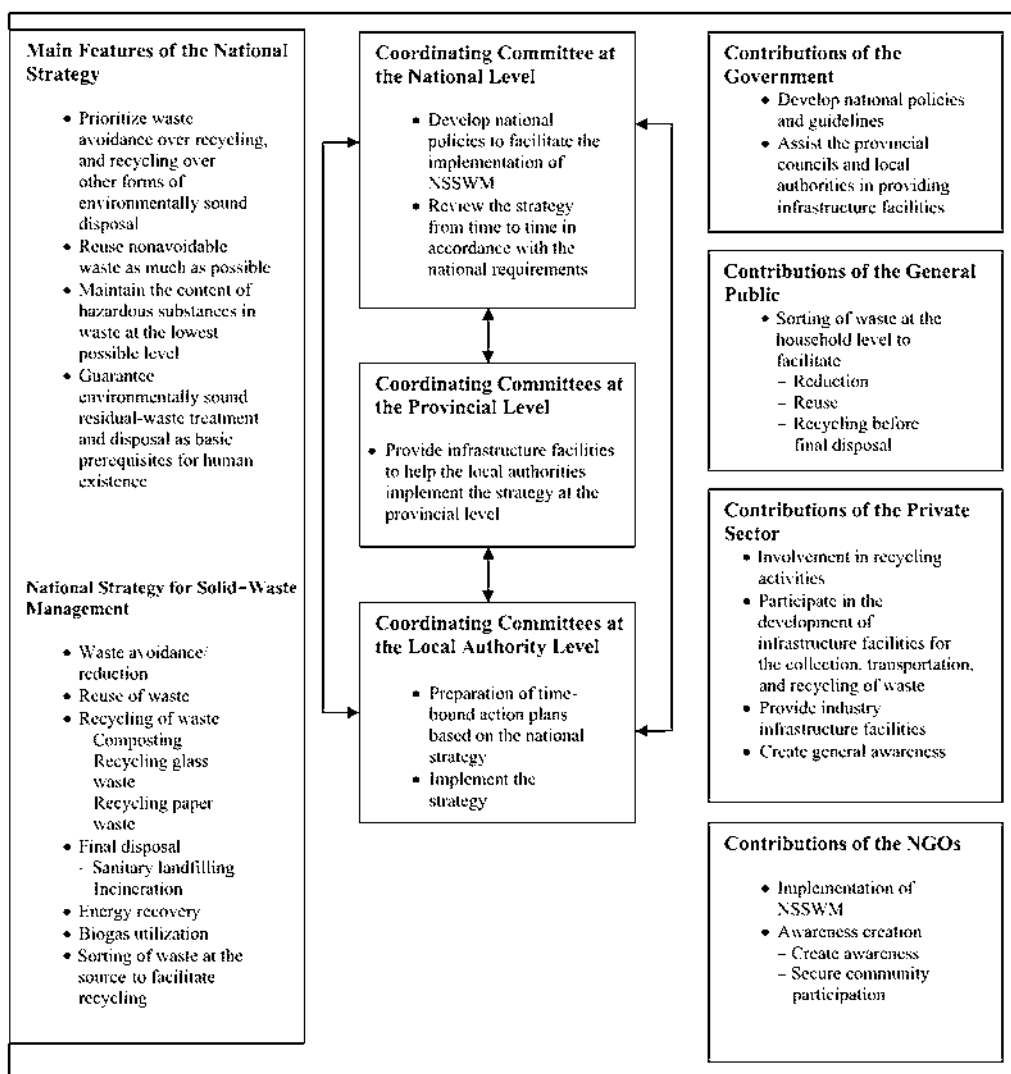 Main Features of the National
Strategy
• Prioritize waste
avoidance over recycling,
and recycling over
other forms of
environmentally sound
disposal
• Reuse nonavoidable
waste as much as possible
• Maintain the content of
hazardous substances in
waste at the lowest
possible level
• Guarantee
environmentally sound
residual-waste treatment
and disposal as basic
prerequisites for human
existence
National Strategy for Solid-Waste
Management
• Waste avoidance/
reduction
• Reuse of waste
• Recycling of waste
Composting
Recycling glass
waste
Recycling paper
waste
• Final disposal
- Sanitary landfilling
Incineration
• Energy recovery
• Biogas utilization
• Sorting of waste at the
source to facilitate
recycling
Coordinating Committee at
the National Level
• Develop national
policies to facilitate the
implementation of
NSSWM
• Review the strategy
from time to time in
accordance with the
national requirements
Coordinating Committees at
the Provincial Level
• Provide infrastructure facilities
to help the local authorities
implement the strategy at the
provincial level
Coordinating Committees at
the Local Authority Level
• Preparation of time-
bound action plans
based on the national
strategy
• Implement the
strategy
Contributions of the
Government
• Develop national policies
and guidelines
• Assist the provincial
councils and local
authorities in providing
infrastructure facilities
Contributions of the General
Public
• Sorting of waste at the
household level to
facilitate
– Reduction
– Reuse
– Recycling before
final disposal
Contributions of the Private
Sector
• Involvement in recycling
activities
• Participate in the
development of
infrastructure facilities for
the collection, transportation,
and recycling of waste
• Provide industry
infrastructure facilities
• Create general awareness
Contributions of the NGOs
• Implementation of
NSSWM
• Awareness creation
– Create awareness
– Secure community
participation